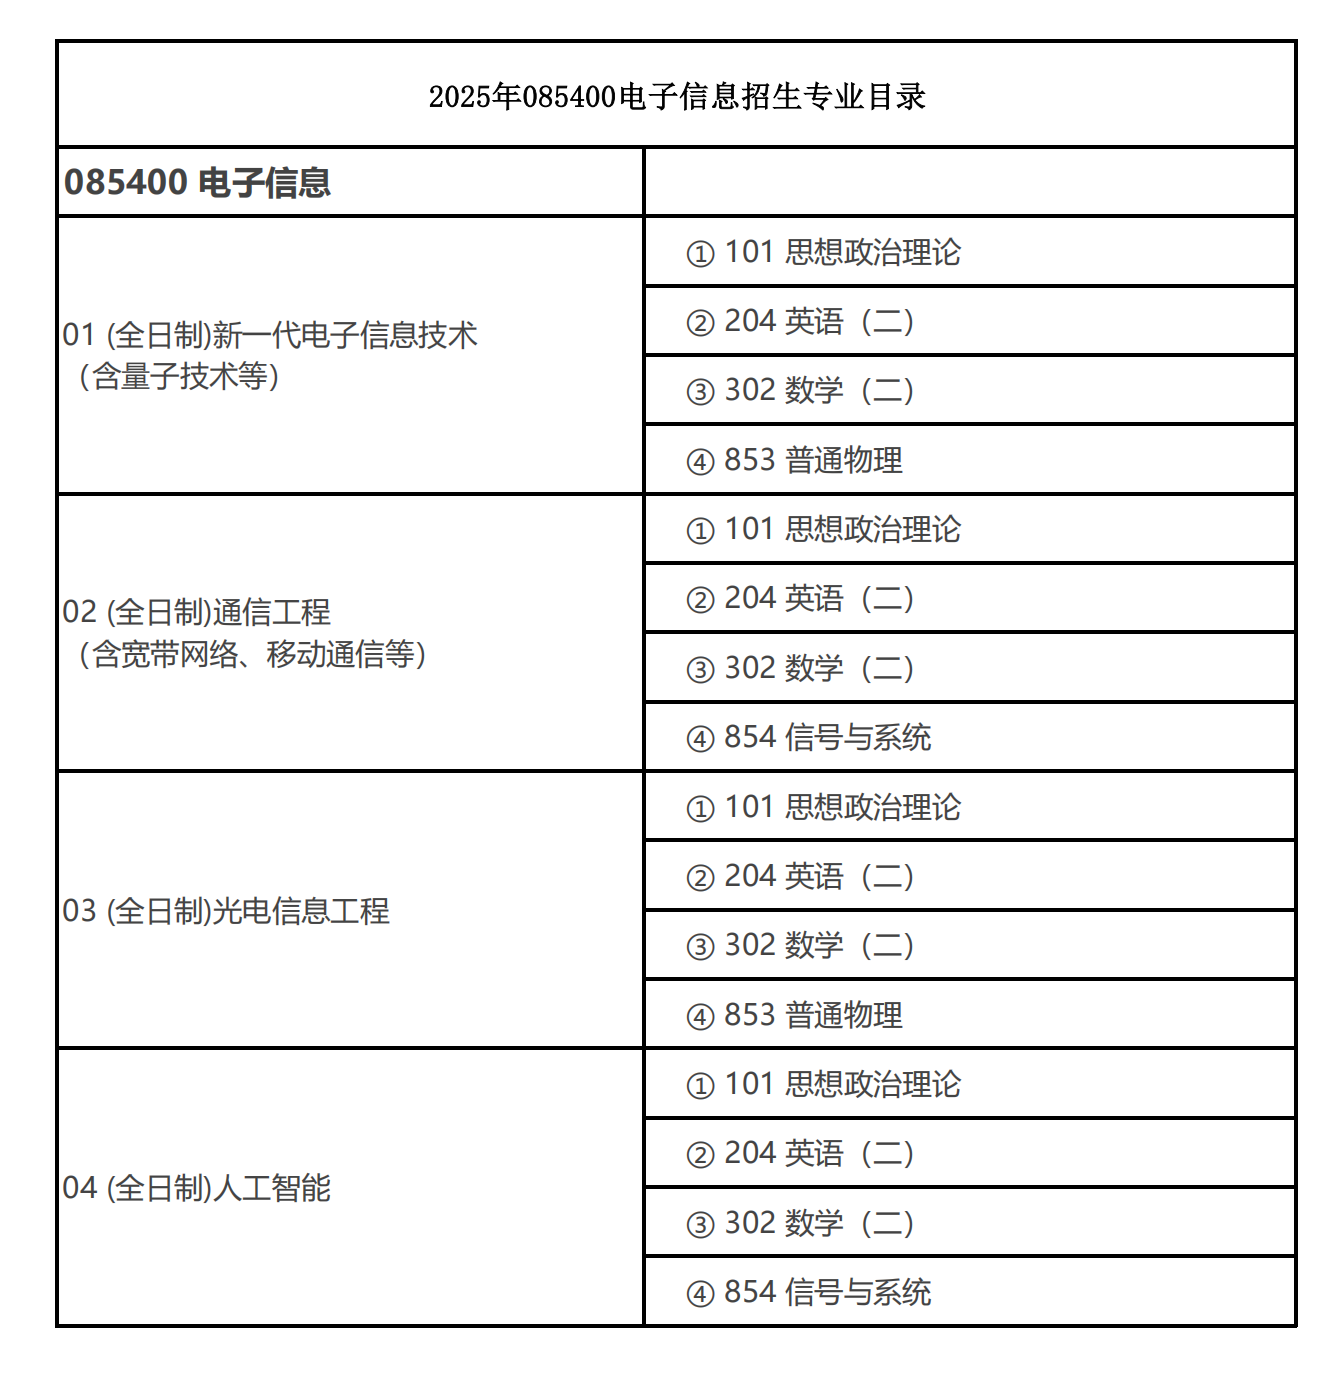 2025年085400电子信息招生专业目录
085400 电子信息
01 (全日制)新一代电子信息技术
（含量子技术等）
① 101 思想政治理论
② 204 英语（二）
③ 302 数学（二）
④ 853 普通物理
02 (全日制)通信工程
（含宽带网络、移动通信等）
① 101 思想政治理论
② 204 英语（二）
③ 302 数学（二）
④ 854 信号与系统
03 (全日制)光电信息工程
① 101 思想政治理论
② 204 英语（二）
③ 302 数学（二）
④ 853 普通物理
04 (全日制)人工智能
① 101 思想政治理论
② 204 英语（二）
③ 302 数学（二）
④ 854 信号与系统